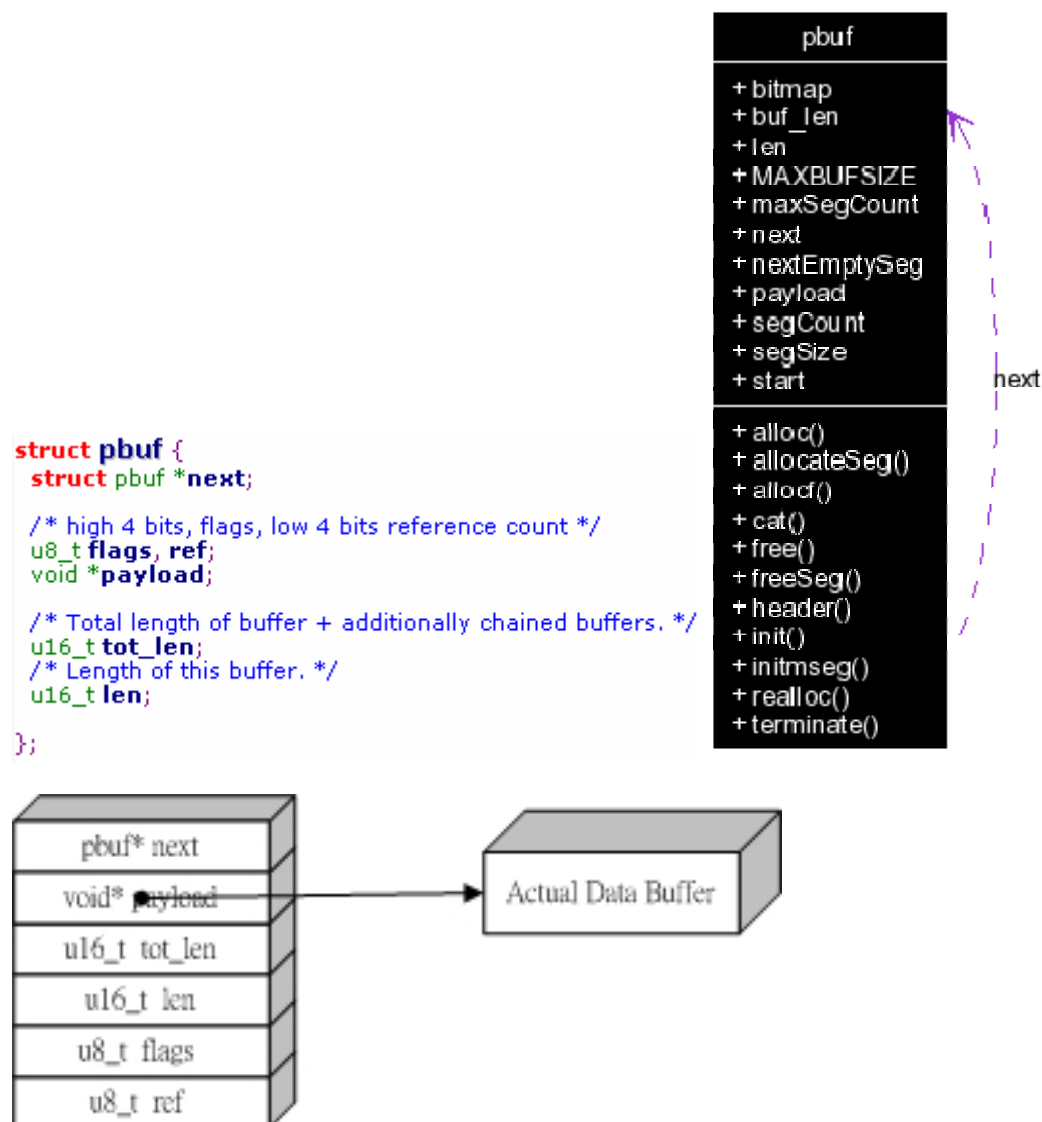 pbuf
+ bitmap
+ buf_len
+ len
+ MAXBUFSIZE
+ maxSegCount
+ next
+ nextEmptySeg
+ payload
+ segCount
+ segSize
+ start
next
+ alloc()
+ allocateSeg()
+ allocf()
+ cat()
+ free()
+ freeSeg()
+ header()
+ init()
+ initmseg()
+ realloc()
+ terminate()
struct pbuf {
struct pbuf *next;
/* high 4 bits, flags, low 4 bits reference count */
u8_t flags, ref;
void *payload;
/* Total length of buffer + additionally chained buffers. */
u16_t tot_len;
/* Length of this buffer. */
u16_t len;
};
pbuf* next
void* payload
u16_t tot_len
u16_t len
u8_t flags
u8_t ref
Actual Data Buffer